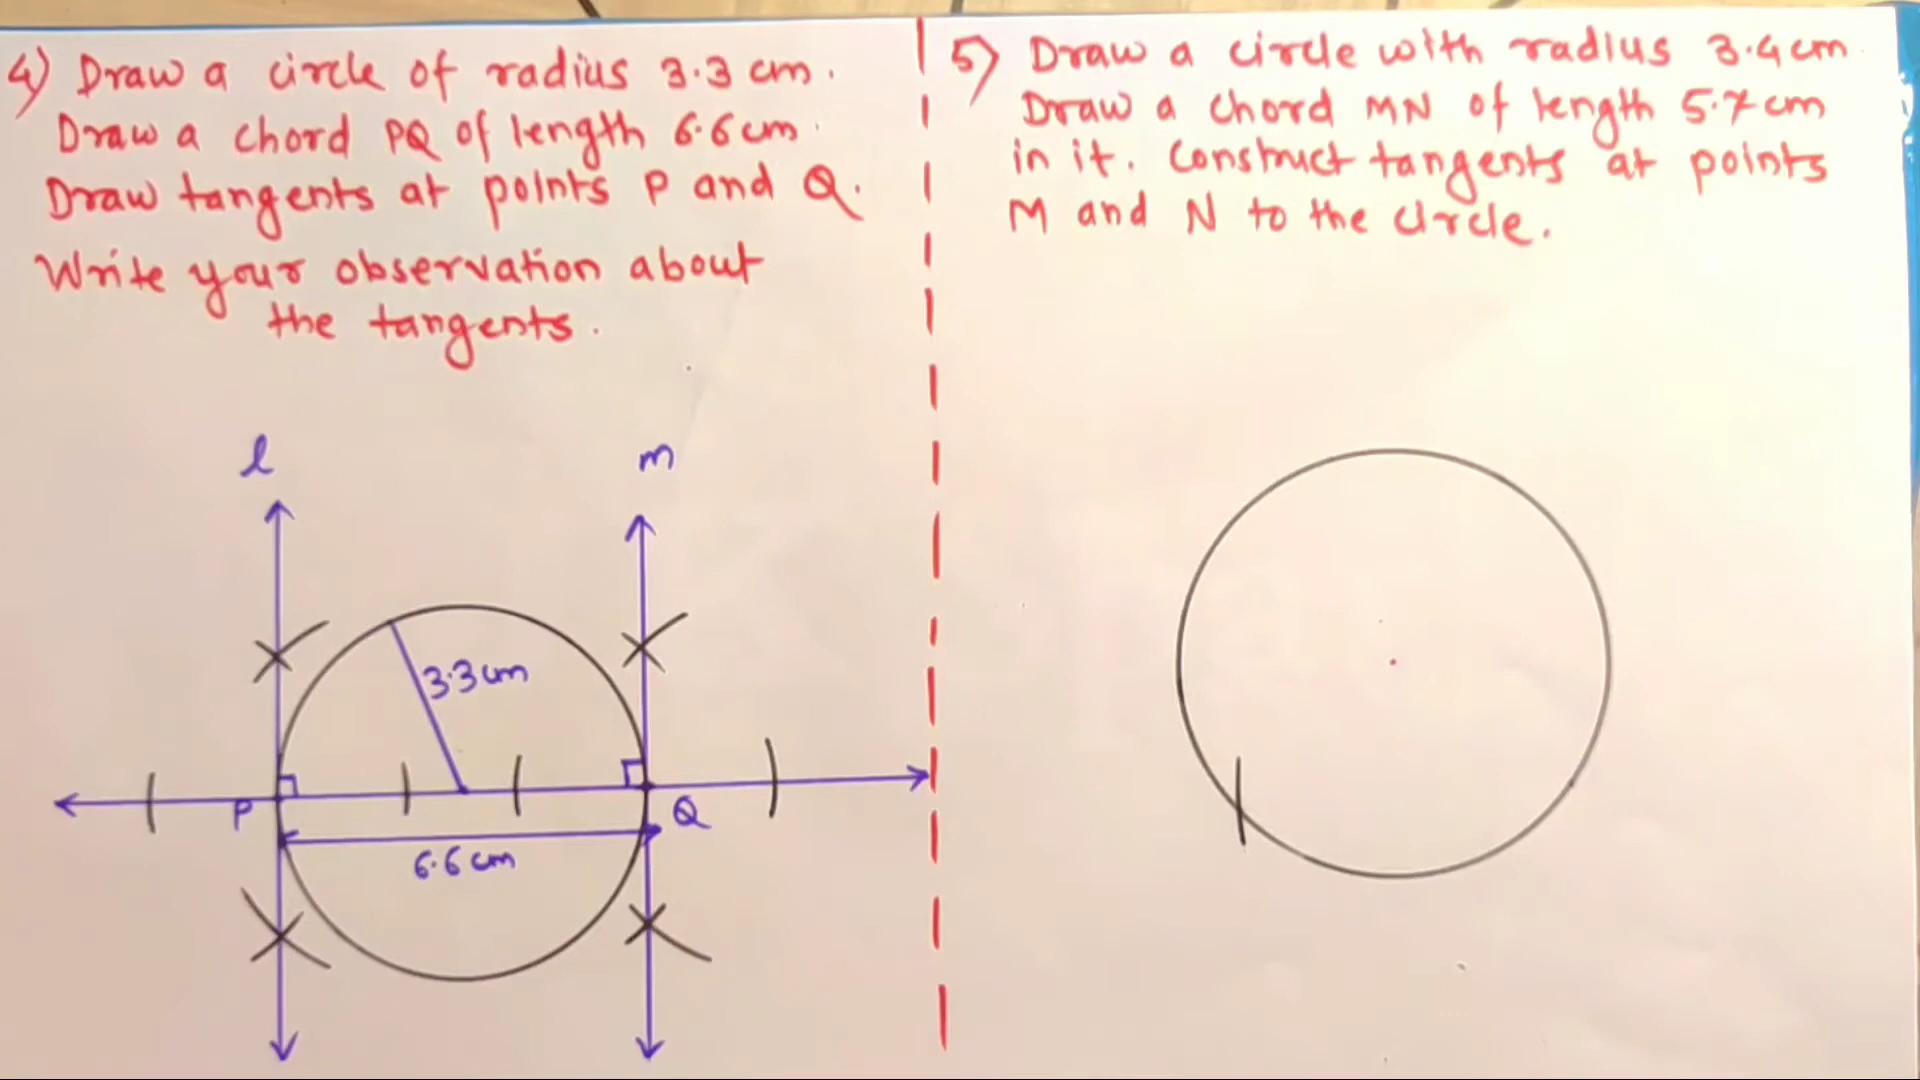 4) Draw a circle of radius 3.3 cm.
Draw a chord PQ of length 6.6 cm.
Draw tangents at points P and Q.
Write your observation about
the tangents.
l
m
3.3 cm
P
Q
6.6 cm
5) Draw a circle with radius 3.4 cm.
Draw a chord MN of length 5.7 cm
in it. Construct tangents at points
M and N to the circle.